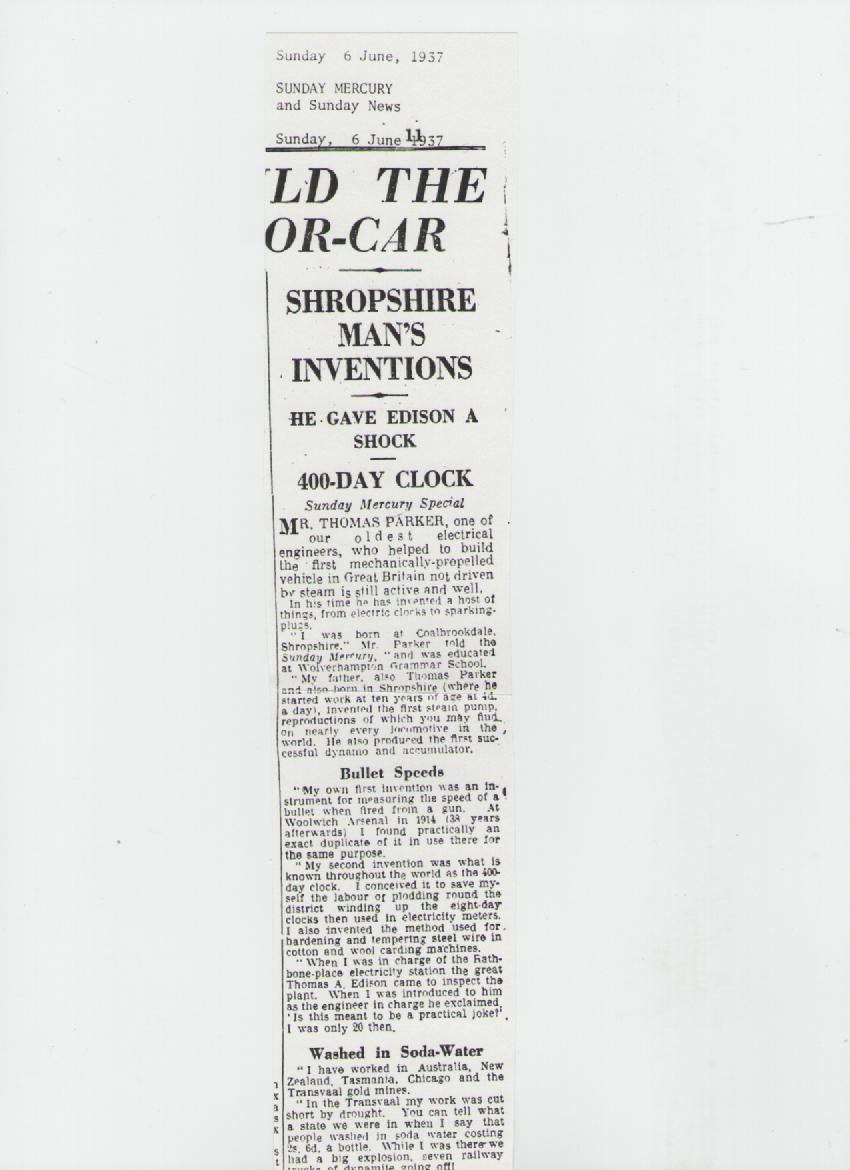 Sunday 6 June, 1937
SUNDAY MERCURY
and Sunday News
Sunday, 6 June 1937
11
LD THE
OR-CAR
SHROPSHIRE
MAN'S
INVENTIONS
HE GAVE EDISON A
SHOCK
400-DAY CLOCK
Sunday Mercury Special
MR. THOMAS PARKER, one of
our oldest electrical
engineers, who helped to build
the first mechanically-propelled
vehicle in Great Britain not driven
by steam is still active and well.
In his time he has invented a host of
things, from electric clocks to sparking-
plugs.
"I was born at Coalbrookdale,
Shropshire," Mr. Parker told the
Sunday Mercury, "and was educated
at Wolverhampton Grammar School.
"My father, also Thomas Parker
and also born in Shropshire (where he
started work at ten years of age at 4d.
a day), invented the first steam pump,
reproductions of which you may find
on nearly every locomotive in the
world. He also produced the first suc-
cessful dynamo and accumulator.
Bullet Speeds
"My own first invention was an in-
strument for measuring the speed of a
bullet when fired from a gun. At
Woolwich Arsenal in 1914 (38 years
afterwards) I found practically an
exact duplicate of it in use there for
the same purpose.
"My second invention was what is
known throughout the world as the 400-
day clock. I conceived it to save my-
self the labour of plodding round the
district winding up the eight-day
clocks then used in electricity meters.
I also invented the method used for
hardening and tempering steel wire in
cotton and wool carding machines.
"When I was in charge of the Rath-
bone-place electricity station the great
Thomas A. Edison came to inspect the
plant. When I was introduced to him
as the engineer in charge he exclaimed,
'Is this meant to be a practical joke?'
I was only 20 then.
Washed in Soda-Water
"I have worked in Australia, New
Zealand, Tasmania, Chicago and the
Transvaal gold mines.
"In the Transvaal my work was cut
short by drought. You can tell what
a state we were in when I say that
people washed in soda water costing
2s. 6d. a bottle. While I was there we
had a big explosion, seven railway
trucks of dynamite going off!